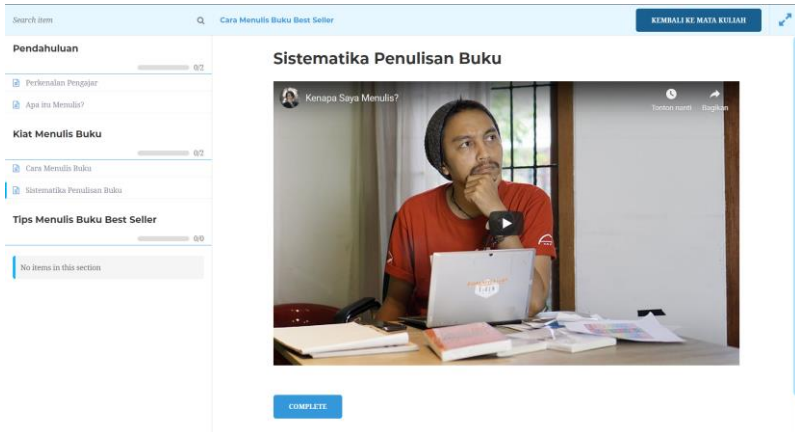 Search item
Cara Menulis Buku Best Seller
KEMBALI KE MATA KULIAH
Pendahuluan
0/2
Perkenalan Pengajar
Apa itu Menulis?
Kiat Menulis Buku
0/2
Cara Menulis Buku
Sistematika Penulisan Buku
Tips Menulis Buku Best Seller
0/0
No items in this section
Sistematika Penulisan Buku
Kenapa Saya Menulis?
Tonton nanti
Bagikan
COMPLETE